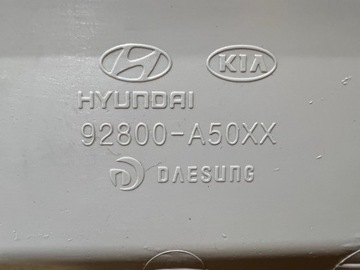 KIA
HYUNDAI
92800-A50XX
DAESUNG